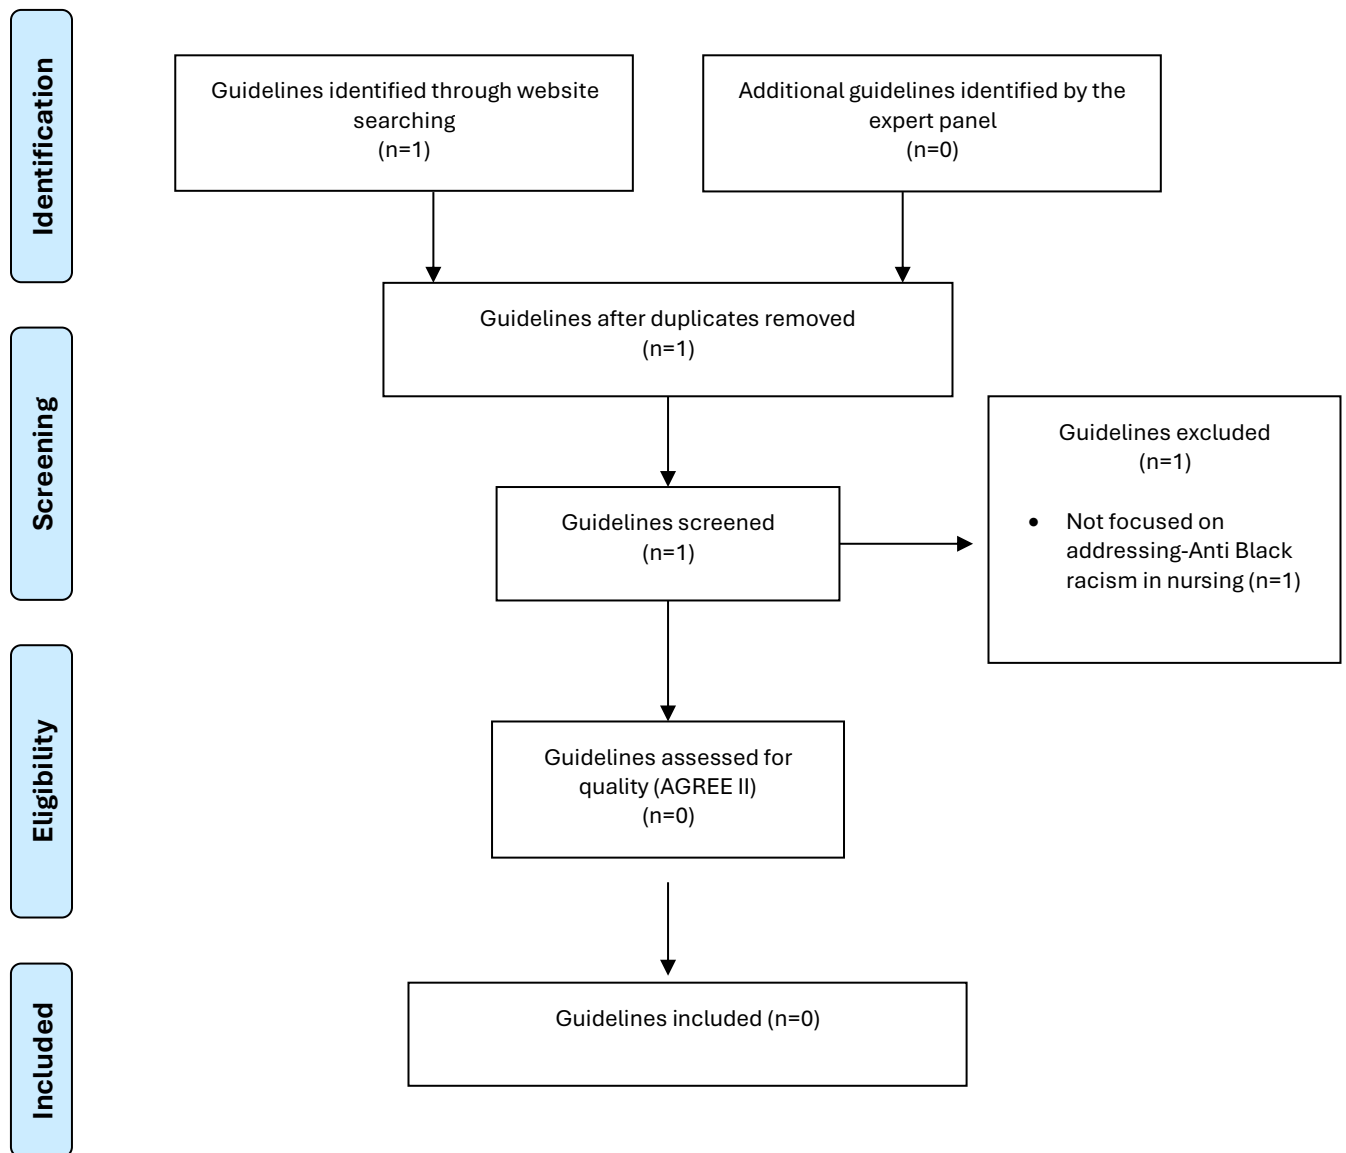 Identification
Guidelines identified through website
searching
(n=1)
Additional guidelines identified by the
expert panel
(n=0)
Guidelines after duplicates removed
(n=1)
Screening
Guidelines screened
(n=1)
Guidelines excluded
(n=1)
• Not focused on
addressing-Anti Black
racism in nursing (n=1)
Eligibility
Guidelines assessed for
quality (AGREE II)
(n=0)
Included
Guidelines included (n=0)